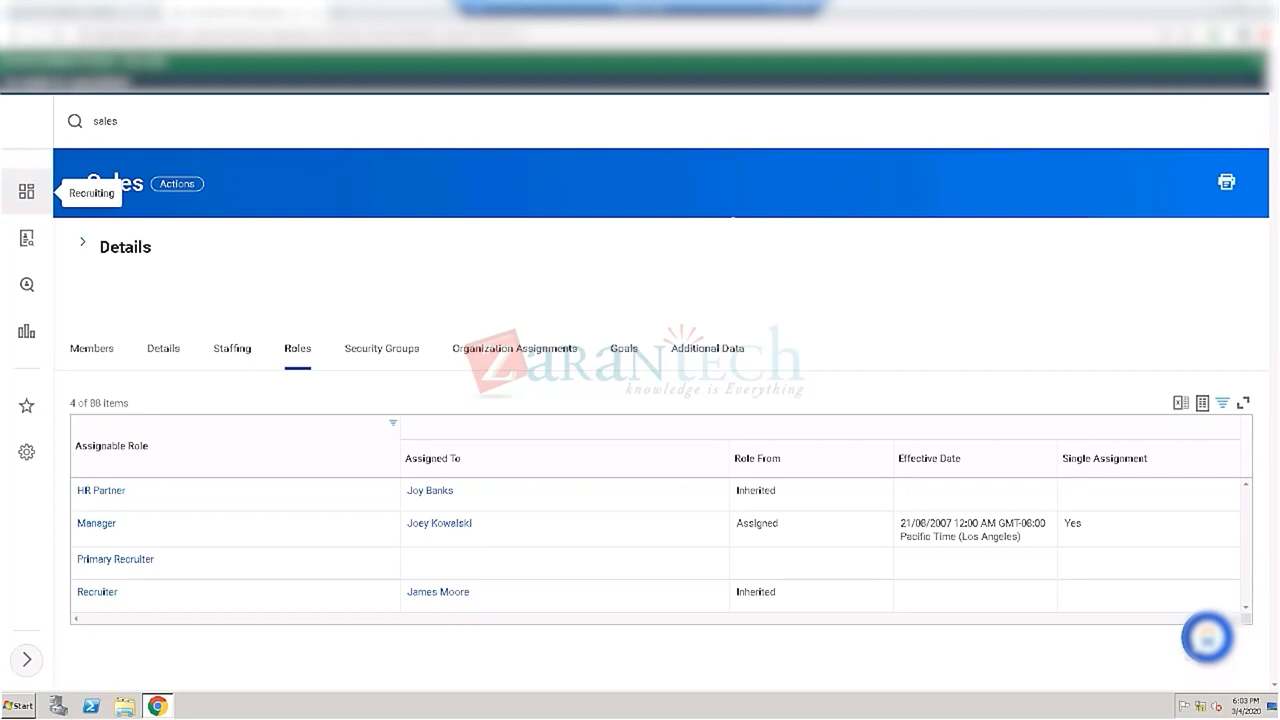 sales
Sales Actions
Recruiting
Details
Members Details Staffing Roles Security Groups Organization Assignments Goals Additional Data
ZaranTech
knowledge is Everything
4 of 88 items
Assignable Role
Assigned To Role From Effective Date Single Assignment
HR Partner Joy Banks Inherited
Manager Joey Kowalski Assigned 21/08/2007 12:00 AM GMT-08:00 Yes
Pacific Time (Los Angeles)
Primary Recruiter
Recruiter James Moore Inherited
Start
6:03 PM
3/4/2020